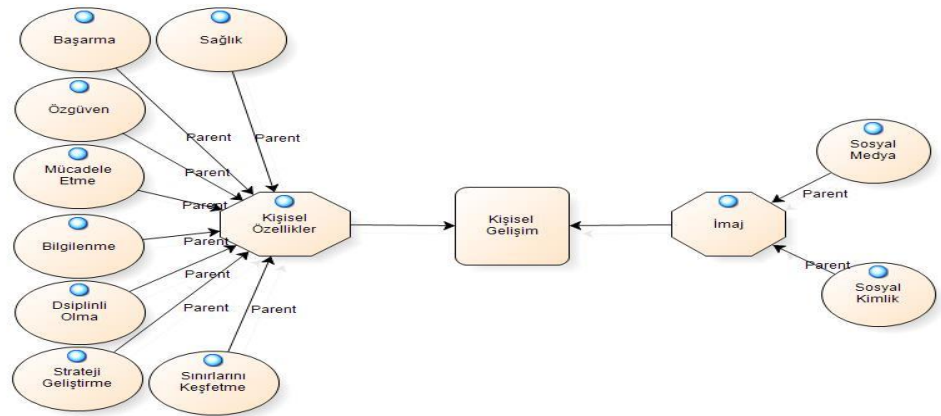 Başarma
Sağlık
Özgüven
Parent
Parent
Mücadele
Etme
Parent
Sosyal
Medya
Parent
Parent
Kişisel
Özellikler
Kişisel
Gelişim
İmaj
Bilgilenme
Parent
Parent
Parent
Dsiplinli
Olma
Parent
Parent
Sosyal
Kimlik
Strateji
Geliştirme
Sınırlarını
Keşfetme